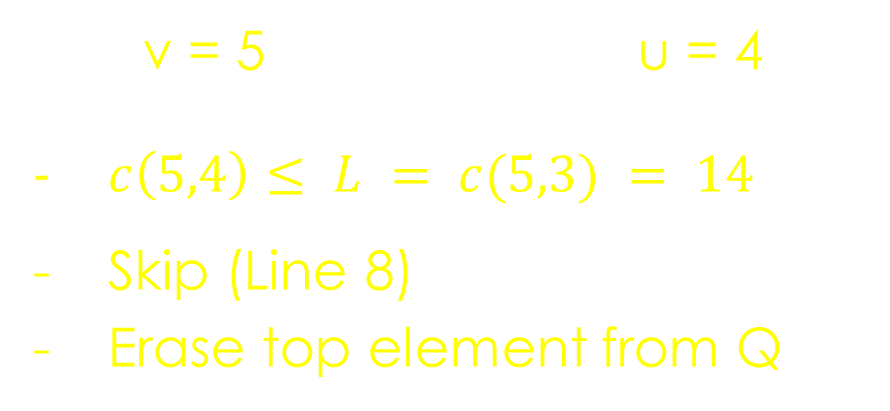 v = 5 u = 4
- c(5,4) ≤ L = c(5,3) = 14
- Skip (Line 8)
- Erase top element from Q